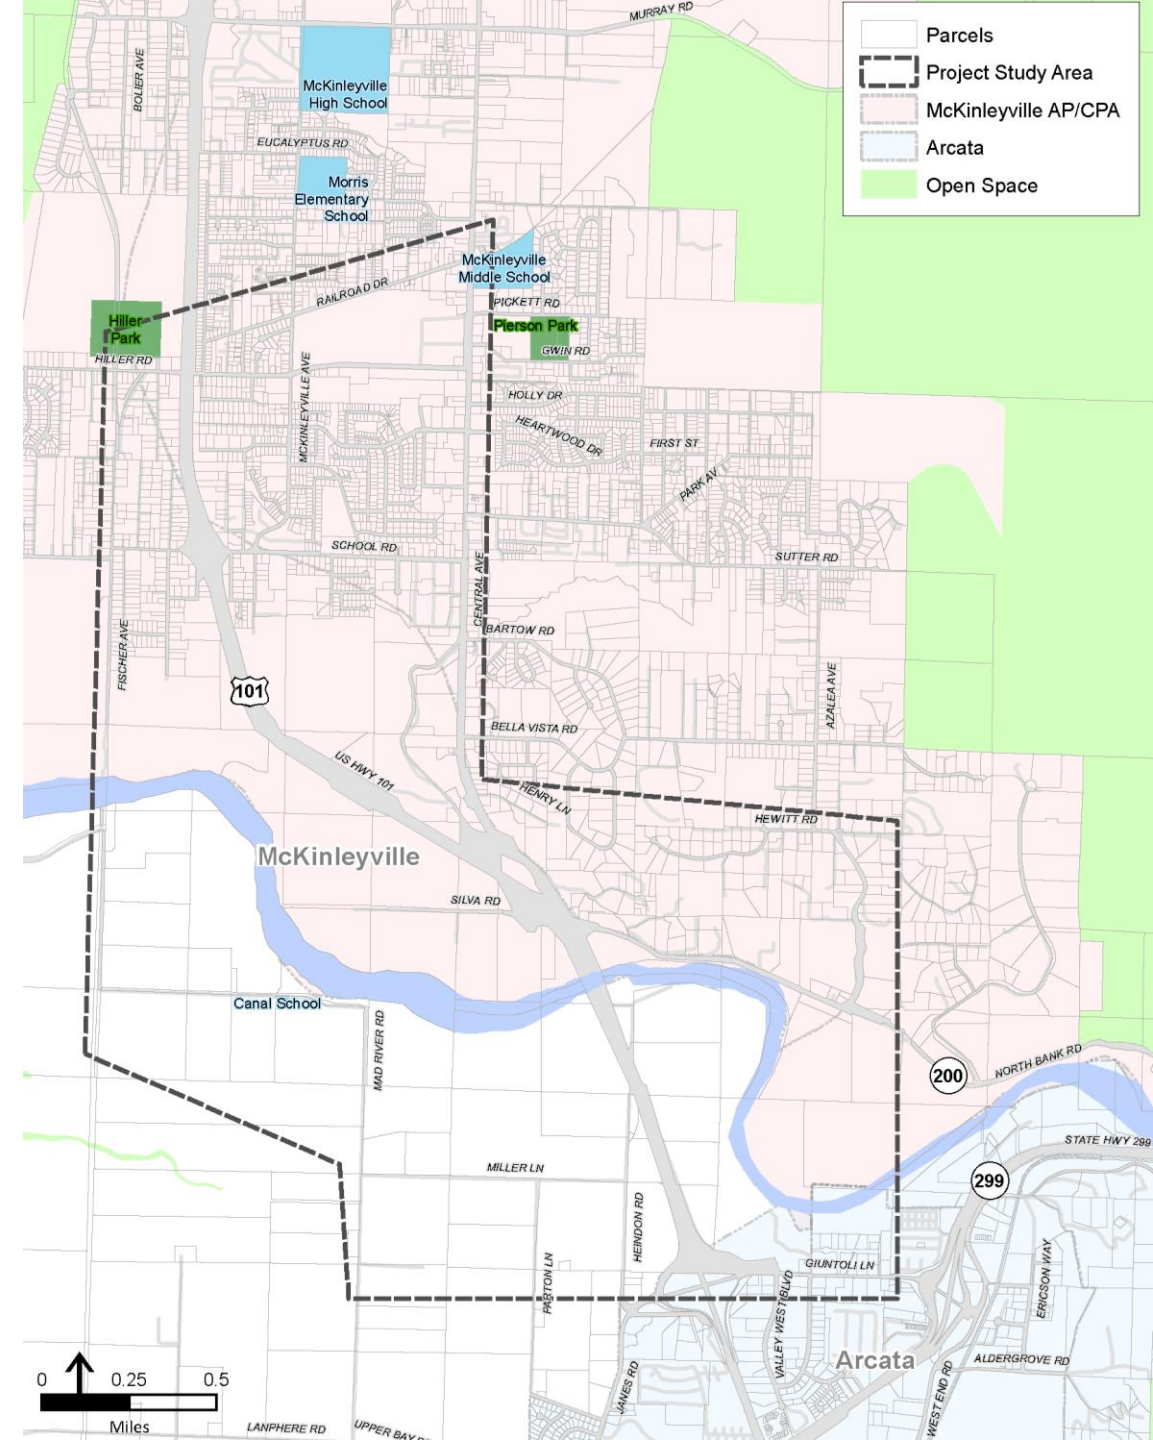 MURRAY RD
Parcels
Project Study Area
McKinleyville AP/CPA
Arcata
Open Space
BOLIER AVE
McKinleyville
High School
EUCALYPTUS RD
Morris
Elementary
School
McKinleyville
Middle School
RAILROAD DR
PICKETT RD
Hiller
Park
Pierson Park
GWIN RD
HILLER RD
MCKINLEYVILLE AVE
HOLLY DR
HEARTWOOD DR
FIRST ST
PARK AV
SCHOOL RD
SUTTER RD
CENTRAL AVE
BARTOW RD
FISCHER AVE
AZALEA AVE
101
BELLA VISTA RD
US HWY 101
HENRY LN
HEWITT RD
McKinleyville
SILVA RD
Canal School
MAD RIVER RD
200
NORTH BANK RD
STATE HWY 299
MILLER LN
299
HEINDON RD
GIUNTOLI LN
PARTON LN
VALLEY WEST BLVD
ERICSON WAY
Arcata
ALDERGROVE RD
JANES RD
WEST END RD
0 0.25 0.5
Miles
LANPHERE RD
UPPER BAY R